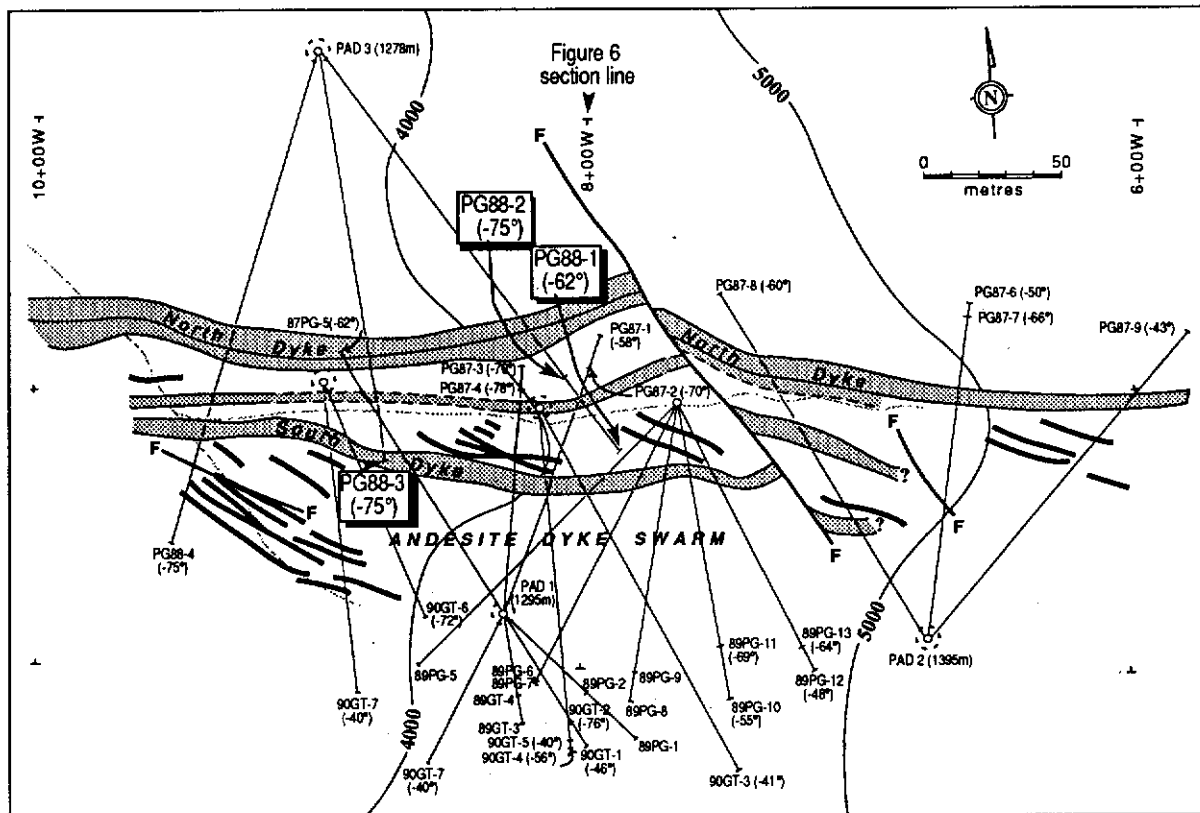 PAD 3 (1278m)
4000
Figure 6
section line
5000
N
10+00W
8+00W
6+00W
F
0 50
metres
PG88-2
(-75°)
PG88-1
(-62°)
PG87-8 (-60°)
PG87-6 (-50°)
PG87-7 (-66°)
PG87-9 (-43°)
North Dyke
87PG-5 (-62°)
PG87-1
(-58°)
PG87-3
PG87-4 (-78°)
PG87-2 (-70°)
North Dyke
South Dyke
F
F
F
?
PG88-3
(-75°)
F
?
F
F
ANDESITE DYKE SWARM
PG88-4
(-75°)
PAD 1
(1295m)
90GT-6
(-72°)
5000
89PG-5
89PG-6
89PG-7
89PG-2
89PG-9
89PG-11
(-69°)
89PG-13
(-64°)
PAD 2 (1395m)
89PG-12
(-48°)
90GT-7
(-40°)
89GT-4
89GT-3
90GT-2
(-76°)
89PG-8
89PG-10
(-55°)
4000
90GT-5 (-40°)
90GT-4 (-56°)
89PG-1
90GT-1
(-46°)
90GT-7
(-40°)
90GT-3 (-41°)